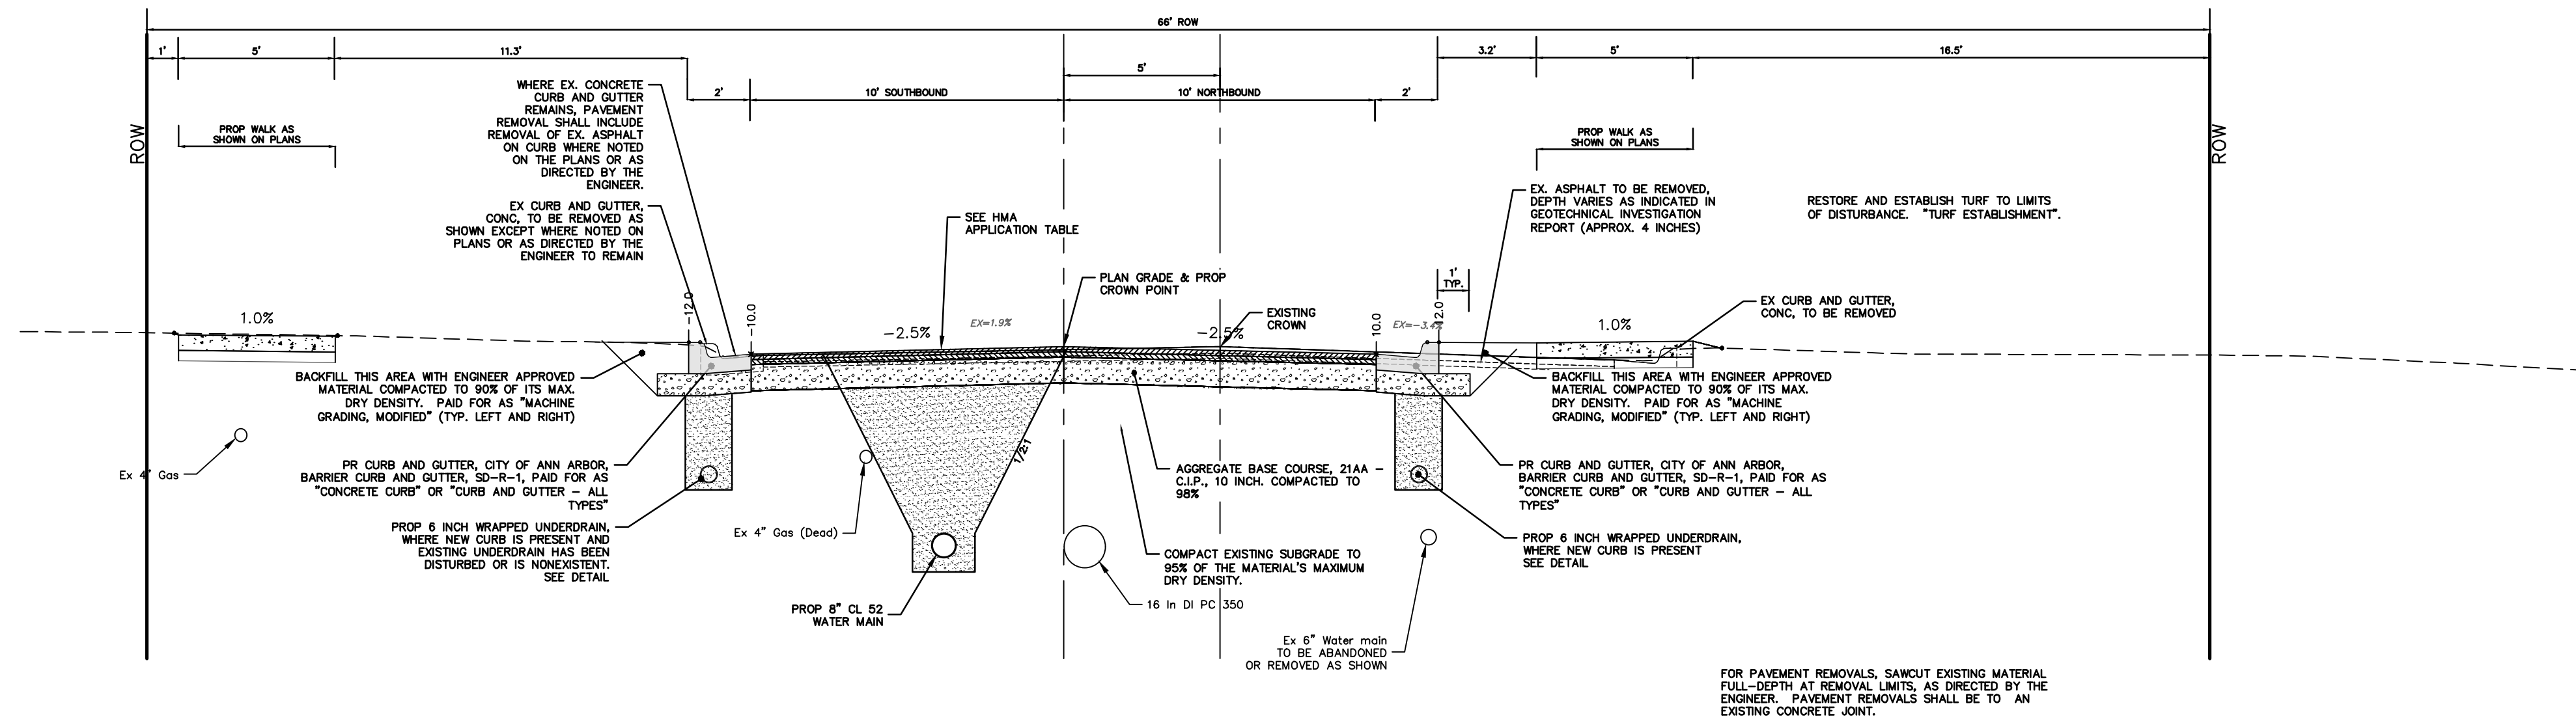 66' ROW
1'
5'
11.3'
3.2'
5'
16.5'
5'
2'
10' SOUTHBOUND
10' NORTHBOUND
2'
ROW
PROP WALK AS
SHOWN ON PLANS
WHERE EX. CONCRETE
CURB AND GUTTER
REMAINS, PAVEMENT
REMOVAL SHALL INCLUDE
REMOVAL OF EX. ASPHALT
ON CURB WHERE NOTED
ON THE PLANS OR AS
DIRECTED BY THE
ENGINEER.
EX CURB AND GUTTER,
CONC, TO BE REMOVED AS
SHOWN EXCEPT WHERE NOTED ON
PLANS OR AS DIRECTED BY THE
ENGINEER TO REMAIN
SEE HMA
APPLICATION TABLE
PLAN GRADE & PROP
CROWN POINT
EXISTING
CROWN
PROP WALK AS
SHOWN ON PLANS
ROW
EX. ASPHALT TO BE REMOVED,
DEPTH VARIES AS INDICATED IN
GEOTECHNICAL INVESTIGATION
REPORT (APPROX. 4 INCHES)
RESTORE AND ESTABLISH TURF TO LIMITS
OF DISTURBANCE. "TURF ESTABLISHMENT".
1'
TYP.
EX CURB AND GUTTER,
CONC, TO BE REMOVED
1.0%
-12.0
-10.0
-2.5%
EX=1.9%
-2.5%
10.0
EX=-3.4%
12.0
1.0%
BACKFILL THIS AREA WITH ENGINEER APPROVED
MATERIAL COMPACTED TO 90% OF ITS MAX.
DRY DENSITY. PAID FOR AS "MACHINE
GRADING, MODIFIED" (TYP. LEFT AND RIGHT)
BACKFILL THIS AREA WITH ENGINEER APPROVED
MATERIAL COMPACTED TO 90% OF ITS MAX.
DRY DENSITY. PAID FOR AS "MACHINE
GRADING, MODIFIED" (TYP. LEFT AND RIGHT)
Ex 4" Gas
PR CURB AND GUTTER, CITY OF ANN ARBOR,
BARRIER CURB AND GUTTER, SD-R-1, PAID FOR AS
"CONCRETE CURB" OR "CURB AND GUTTER - ALL
TYPES"
1/2:1
AGGREGATE BASE COURSE, 21AA -
C.I.P., 10 INCH. COMPACTED TO
98%
PR CURB AND GUTTER, CITY OF ANN ARBOR,
BARRIER CURB AND GUTTER, SD-R-1, PAID FOR AS
"CONCRETE CURB" OR "CURB AND GUTTER - ALL
TYPES"
PROP 6 INCH WRAPPED UNDERDRAIN,
WHERE NEW CURB IS PRESENT AND
EXISTING UNDERDRAIN HAS BEEN
DISTURBED OR IS NONEXISTENT.
SEE DETAIL
Ex 4" Gas (Dead)
COMPACT EXISTING SUBGRADE TO
95% OF THE MATERIAL'S MAXIMUM
DRY DENSITY.
PROP 6 INCH WRAPPED UNDERDRAIN,
WHERE NEW CURB IS PRESENT
SEE DETAIL
PROP 8" CL 52
WATER MAIN
16 In DI PC 350
Ex 6" Water main
TO BE ABANDONED
OR REMOVED AS SHOWN
FOR PAVEMENT REMOVALS, SAWCUT EXISTING MATERIAL
FULL-DEPTH AT REMOVAL LIMITS, AS DIRECTED BY THE
ENGINEER. PAVEMENT REMOVALS SHALL BE TO AN
EXISTING CONCRETE JOINT.